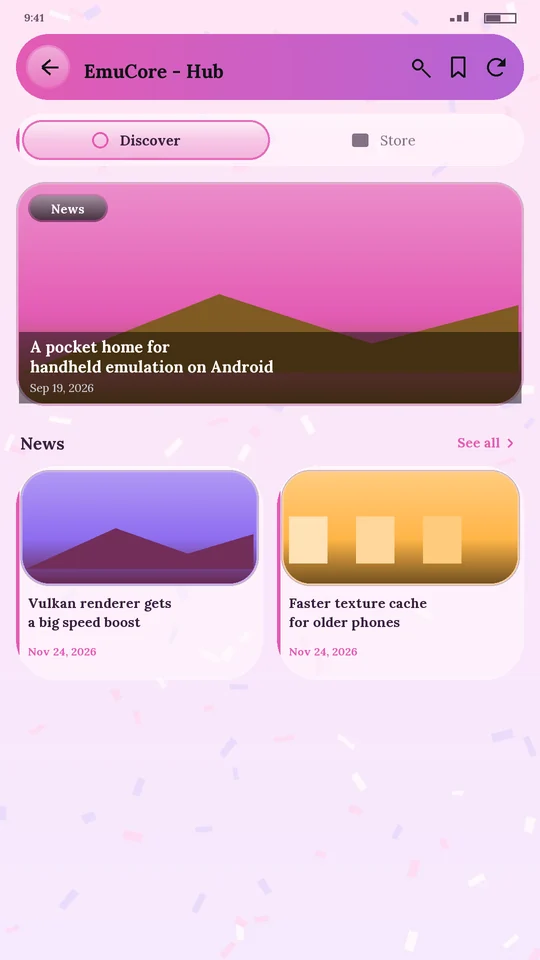 9:41
EmuCore - Hub
Discover
Store
News
A pocket home for
handheld emulation on Android
Sep 19, 2026
News
See all
Vulkan renderer gets
a big speed boost
Nov 24, 2026
Faster texture cache
for older phones
Nov 24, 2026